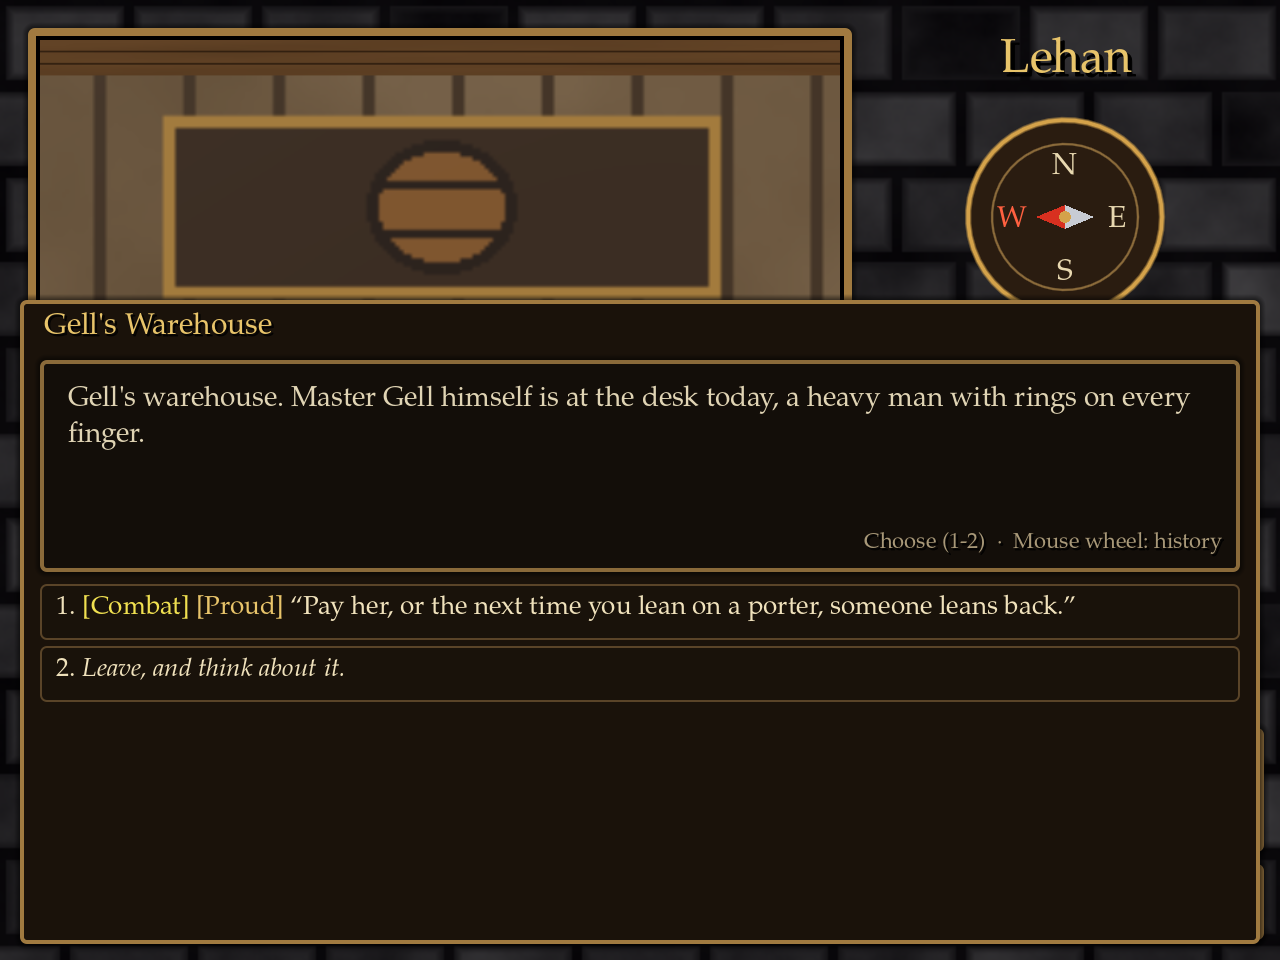 Lehan
N
W E
S
Gell's Warehouse
Gell's warehouse. Master Gell himself is at the desk today, a heavy man with rings on every
finger.
Choose (1-2) · Mouse wheel: history
1. [Combat] [Proud] “Pay her, or the next time you lean on a porter, someone leans back.”
2. Leave, and think about it.